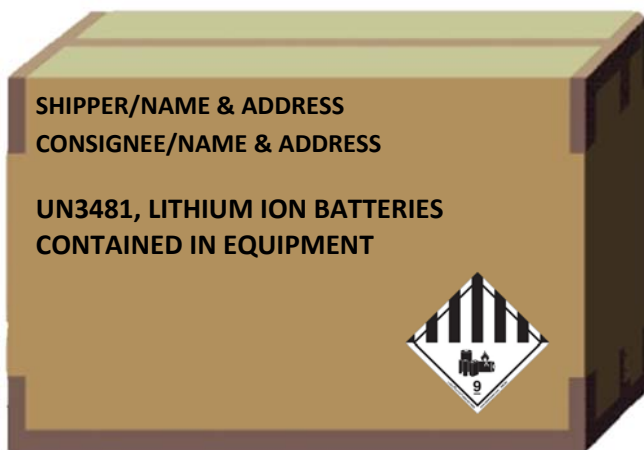 SHIPPER/NAME & ADDRESS
CONSIGNEE/NAME & ADDRESS
UN3481, LITHIUM ION BATTERIES
CONTAINED IN EQUIPMENT
9